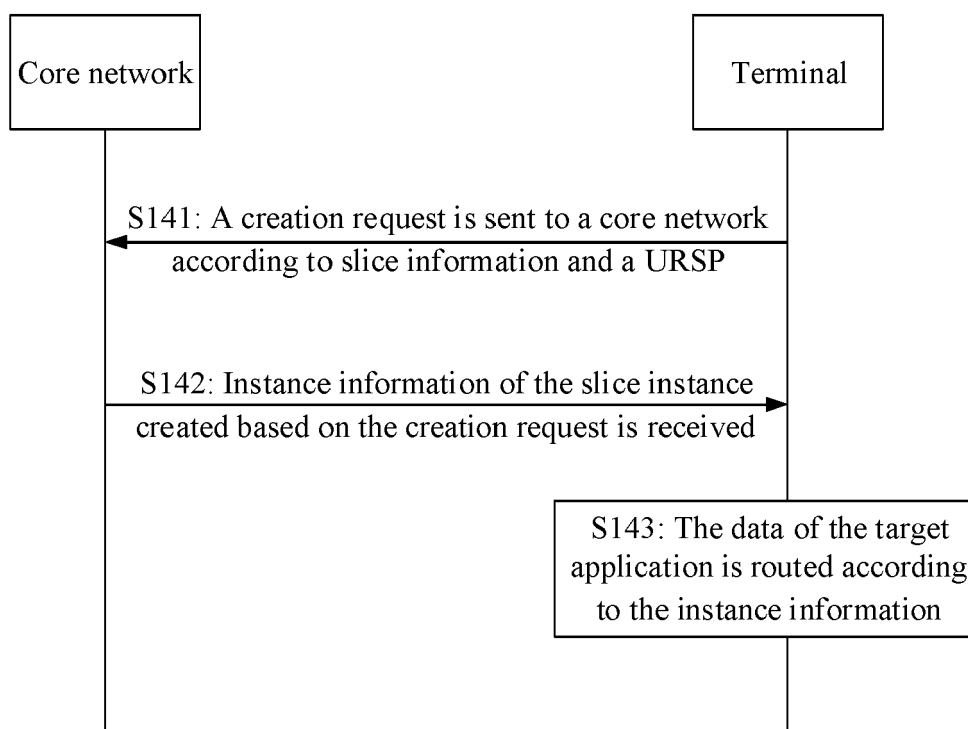 Core network
Terminal
S141: A creation request is sent to a core network
according to slice information and a URSP
S142: Instance information of the slice instance
created based on the creation request is received
S143: The data of the target
application is routed according
to the instance information